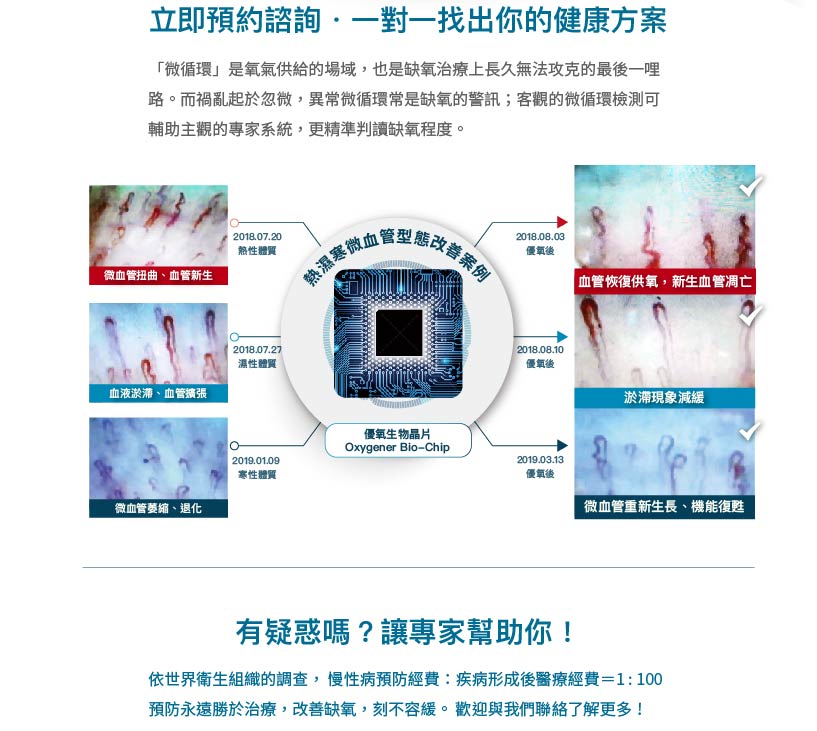 立即預約諮詢．一對一找出你的健康方案
「微循環」是氧氣供給的場域，也是缺氧治療上長久無法攻克的最後一哩
路。而禍亂起於忽微，異常微循環常是缺氧的警訊；客觀的微循環檢測可
輔助主觀的專家系統，更精準判讀缺氧程度。
熱濕寒微血管型態改善案例
2018.07.20
熱性體質
微血管扭曲、血管新生
2018.08.03
優氧後
血管恢復供氧，新生血管凋亡
2018.07.27
濕性體質
血液淤滯、血管擴張
2018.08.10
優氧後
淤滯現象減緩
優氧生物晶片
Oxygener Bio-Chip
2019.01.09
寒性體質
微血管萎縮、退化
2019.03.13
優氧後
微血管重新生長、機能復甦
有疑惑嗎？讓專家幫助你！
依世界衛生組織的調查， 慢性病預防經費：疾病形成後醫療經費＝1 : 100
預防永遠勝於治療，改善缺氧，刻不容緩。 歡迎與我們聯絡了解更多！